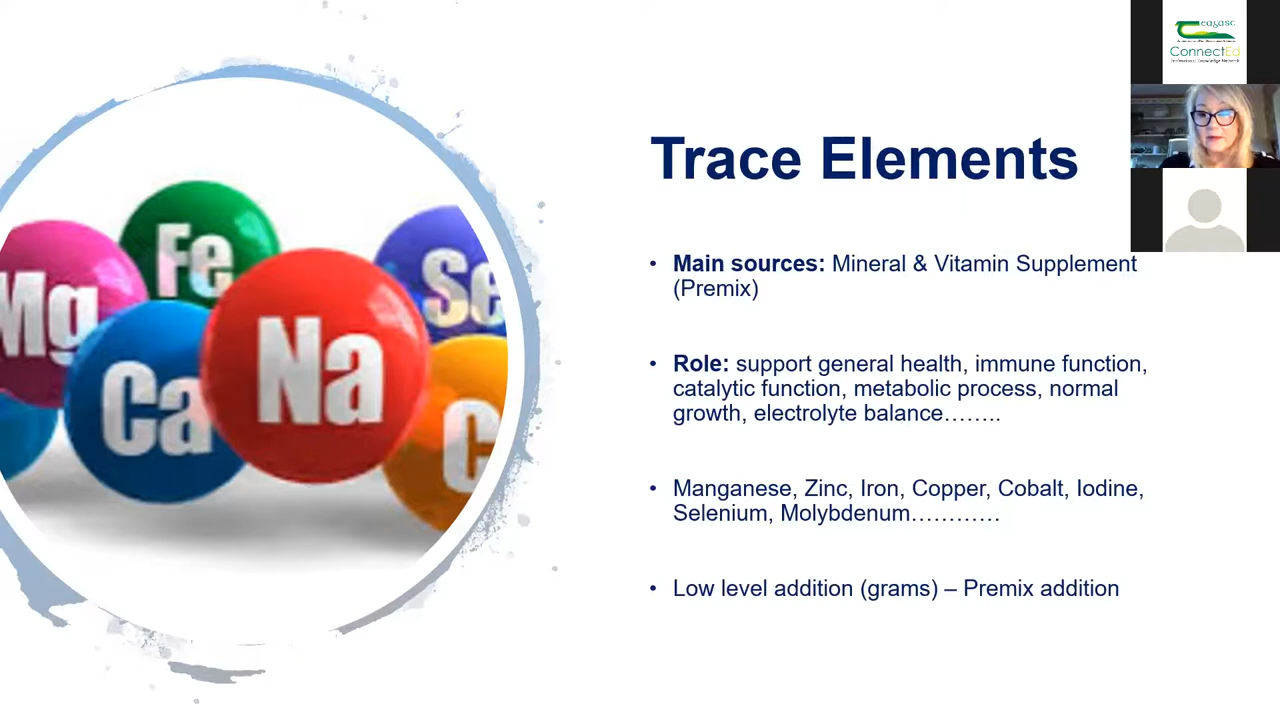 eagasc
ConnectEd
Trace Elements
• Main sources: Mineral & Vitamin Supplement
(Premix)
• Role: support general health, immune function,
catalytic function, metabolic process, normal
growth, electrolyte balance……..
• Manganese, Zinc, Iron, Copper, Cobalt, Iodine,
Selenium, Molybdenum…………
• Low level addition (grams) – Premix addition
Fe
Se
Mg
Na
Ca
C